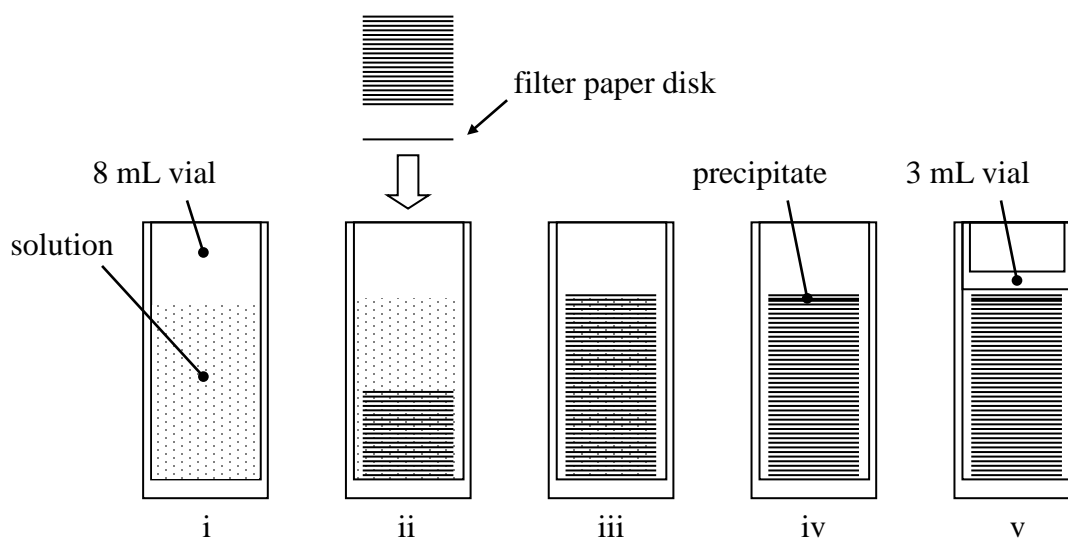 filter paper disk
8 mL vial
precipitate
3 mL vial
solution
i
ii
iii
iv
v